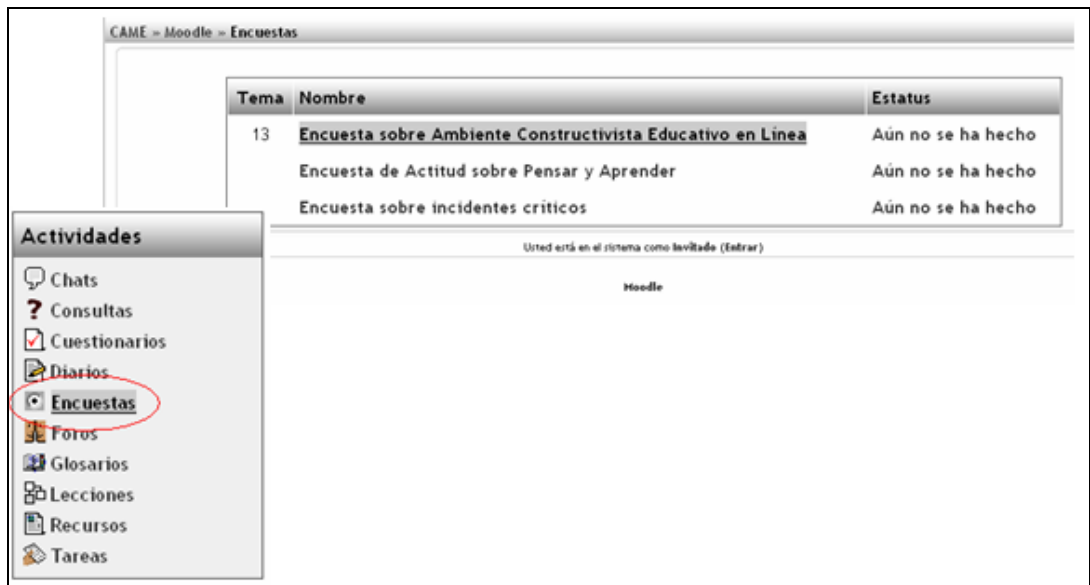 CAME » Moodle » Encuestas
Tema Nombre Estatus
13 Encuesta sobre Ambiente Constructivista Educativo en Línea Aún no se ha hecho
Encuesta de Actitud sobre Pensar y Aprender Aún no se ha hecho
Encuesta sobre incidentes críticos Aún no se ha hecho
Usted está en el sistema como Invitado (Entrar)
Moodle
Actividades
Chats
Consultas
Cuestionarios
Diarios
Encuestas
Foros
Glosarios
Lecciones
Recursos
Tareas